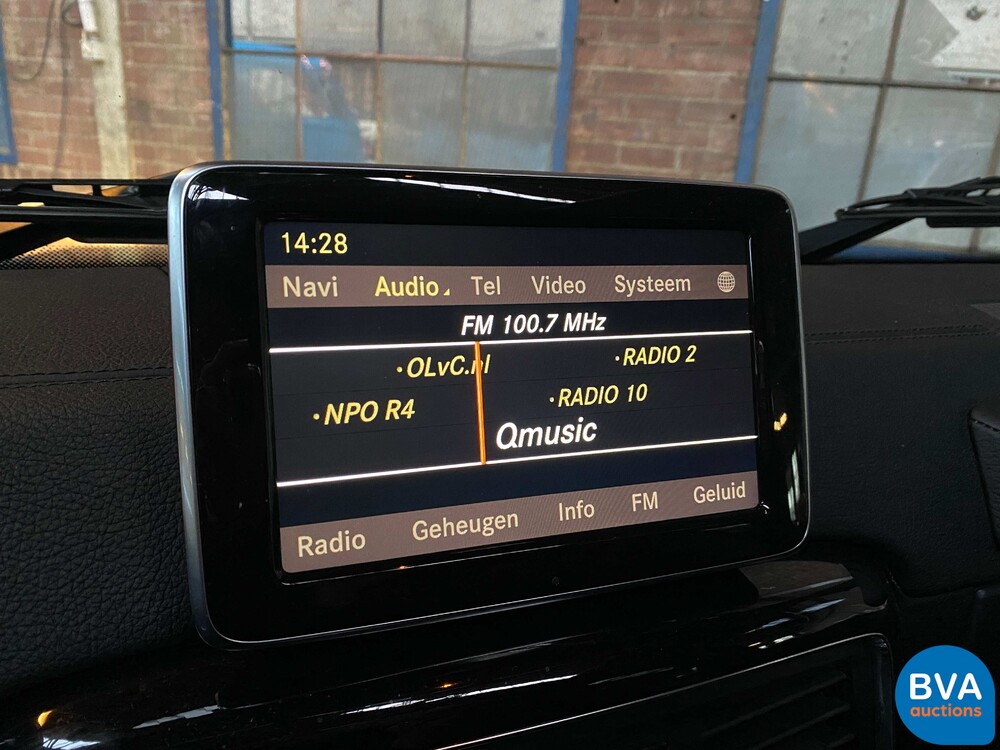 14:28
Navi Audio Tel Video Systeem
FM 100.7 MHz
·OLvC.nl ·RADIO 2
·NPO R4 ·RADIO 10
Qmusic
Radio Geheugen Info FM Geluid
BVA
auctions